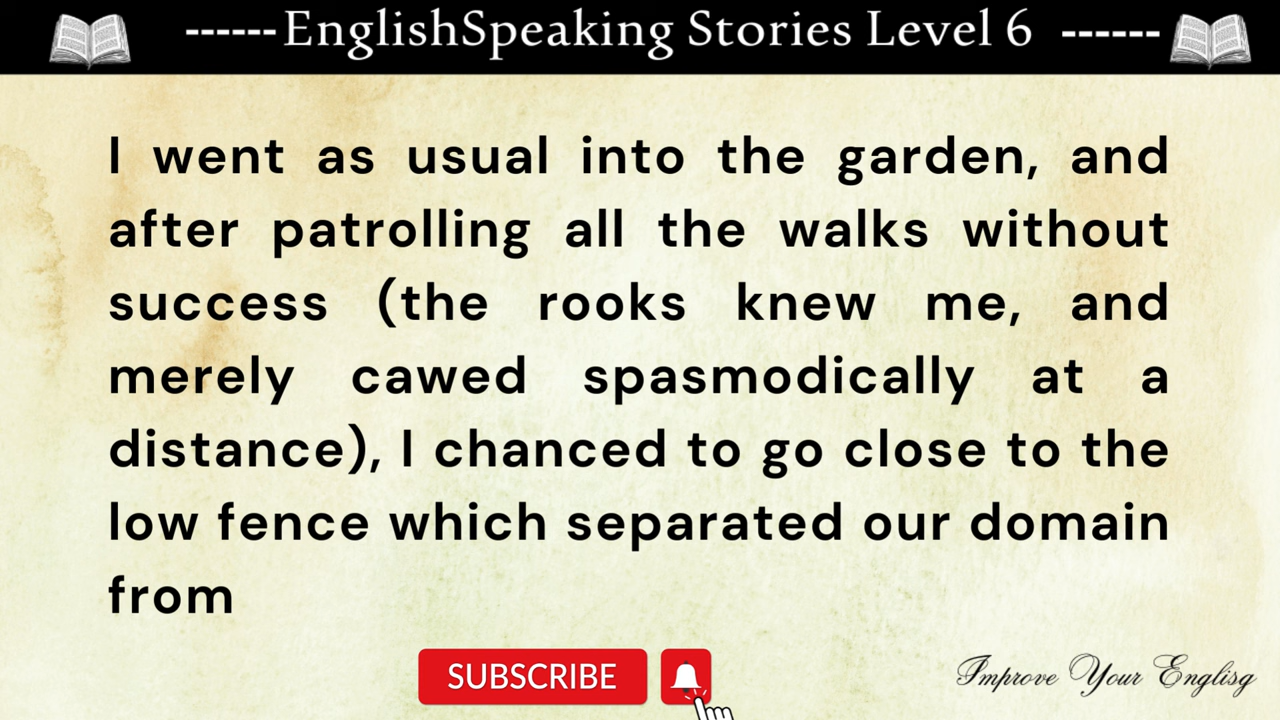 ------EnglishSpeaking Stories Level 6 ------
I went as usual into the garden, and
after patrolling all the walks without
success (the rooks knew me, and
merely cawed spasmodically at a
distance), I chanced to go close to the
low fence which separated our domain
from
SUBSCRIBE
Improve Your Englisg